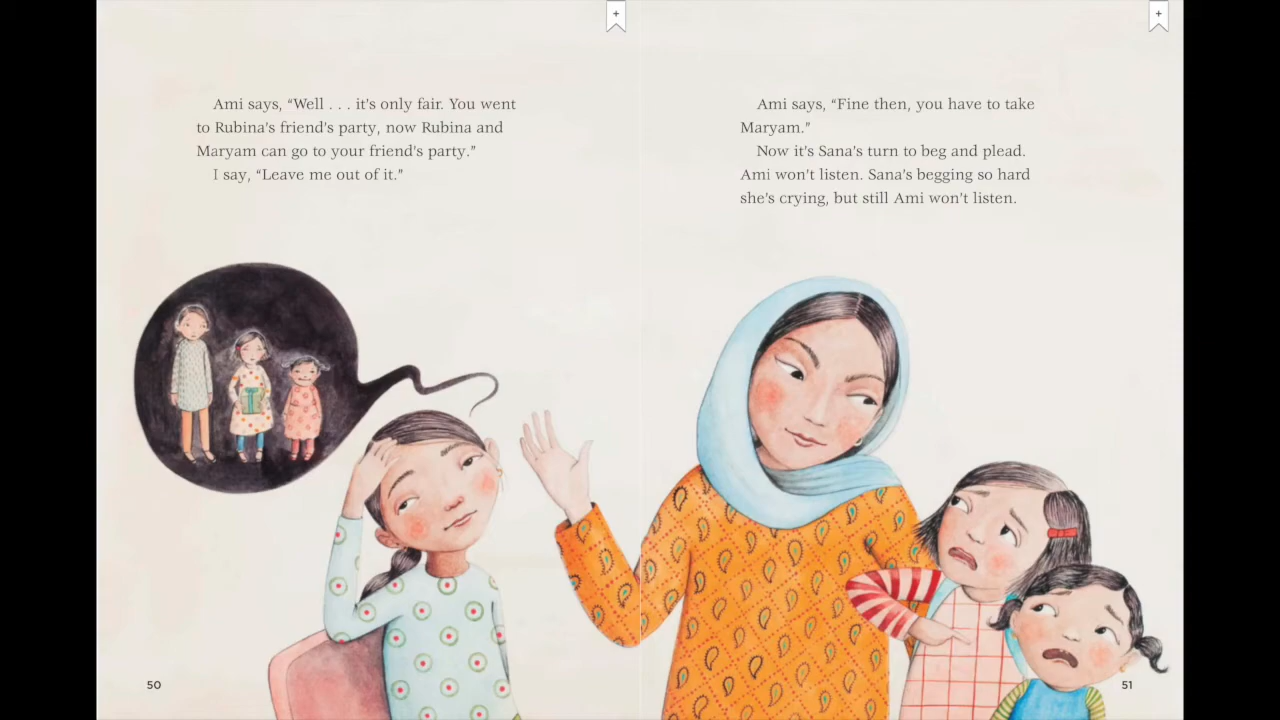 Ami says, “Well . . . it’s only fair. You went
to Rubina’s friend’s party, now Rubina and
Maryam can go to your friend’s party.”
I say, “Leave me out of it.”
50
Ami says, “Fine then, you have to take
Maryam.”
Now it’s Sana’s turn to beg and plead.
Ami won’t listen. Sana’s begging so hard
she’s crying, but still Ami won’t listen.
51